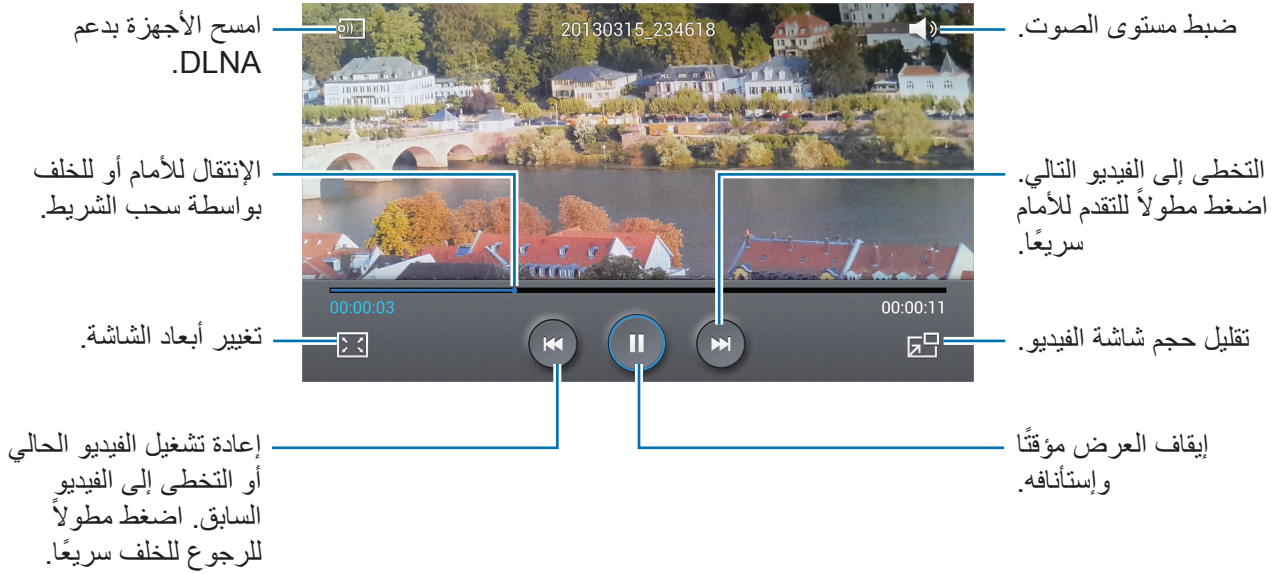 ضبط مستوى الصوت.
التخطى إلى الفيديو التالي.
اضغط مطولاً للتقدم للأمام
سريعًا.
تقليل حجم شاشة الفيديو.
إيقاف العرض مؤقتًا
وإستأنافه.
20130315_234618
00:00:03
00:00:11
امسح الأجهزة بدعم
DLNA.
الإنتقال للأمام أو للخلف
بواسطة سحب الشريط.
تغيير أبعاد الشاشة.
إعادة تشغيل الفيديو الحالي
أو التخطى إلى الفيديو
السابق. اضغط مطولاً
للرجوع للخلف سريعًا.